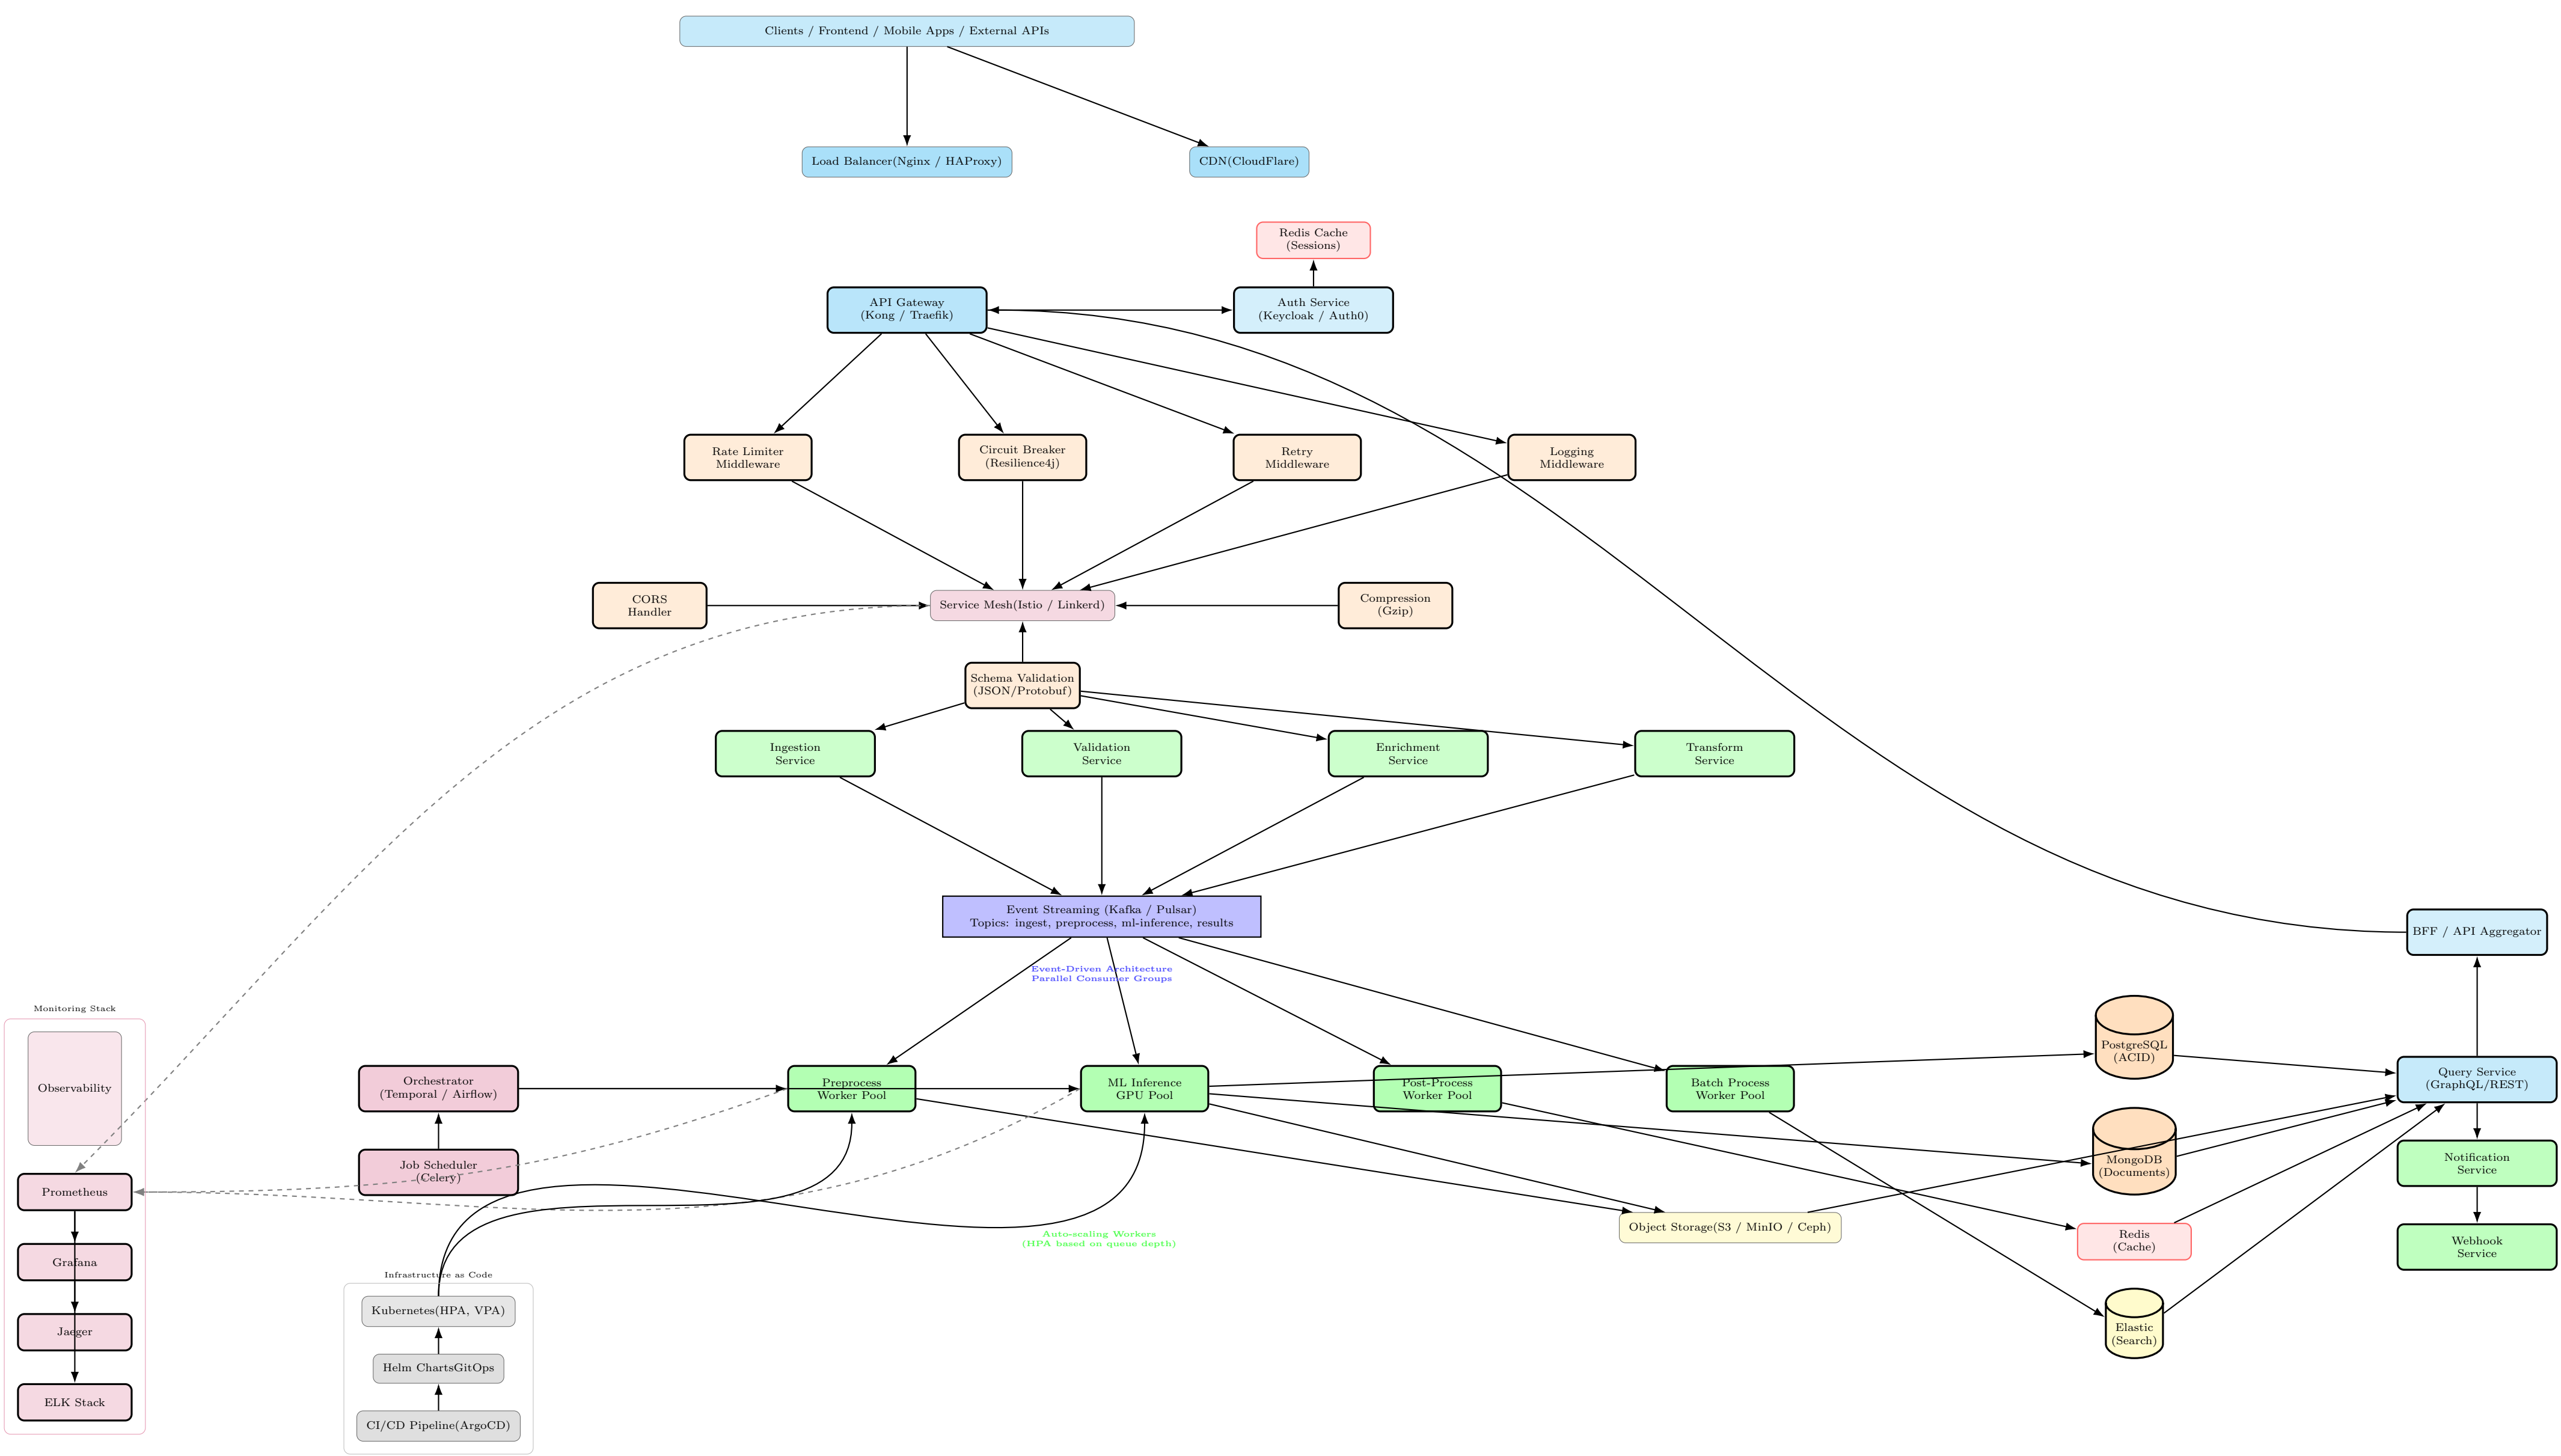 Clients / Frontend / Mobile Apps / External APIs
Load Balancer(Nginx / HAProxy)
CDN(CloudFlare)
Redis Cache
(Sessions)
API Gateway
(Kong / Traefik)
Auth Service
(Keycloak / Auth0)
Rate Limiter
Middleware
Circuit Breaker
(Resilience4j)
Retry
Middleware
Logging
Middleware
CORS
Handler
Service Mesh(Istio / Linkerd)
Compression
(Gzip)
Schema Validation
(JSON/Protobuf)
Ingestion
Service
Validation
Service
Enrichment
Service
Transform
Service
Event Streaming (Kafka / Pulsar)
Topics: ingest, preprocess, ml-inference, results
BFF / API Aggregator
Event-Driven Architecture
Parallel Consumer Groups
Monitoring Stack
Observability
Orchestrator
(Temporal / Airflow)
Preprocess
Worker Pool
ML Inference
GPU Pool
Post-Process
Worker Pool
Batch Process
Worker Pool
PostgreSQL
(ACID)
Query Service
(GraphQL/REST)
Job Scheduler
(Celery)
MongoDB
(Documents)
Notification
Service
Prometheus
Object Storage(S3 / MinIO / Ceph)
Redis
(Cache)
Webhook
Service
Auto-scaling Workers
(HPA based on queue depth)
Grafana
Infrastructure as Code
Kubernetes(HPA, VPA)
Jaeger
Elastic
(Search)
Helm ChartsGitOps
ELK Stack
CI/CD Pipeline(ArgoCD)